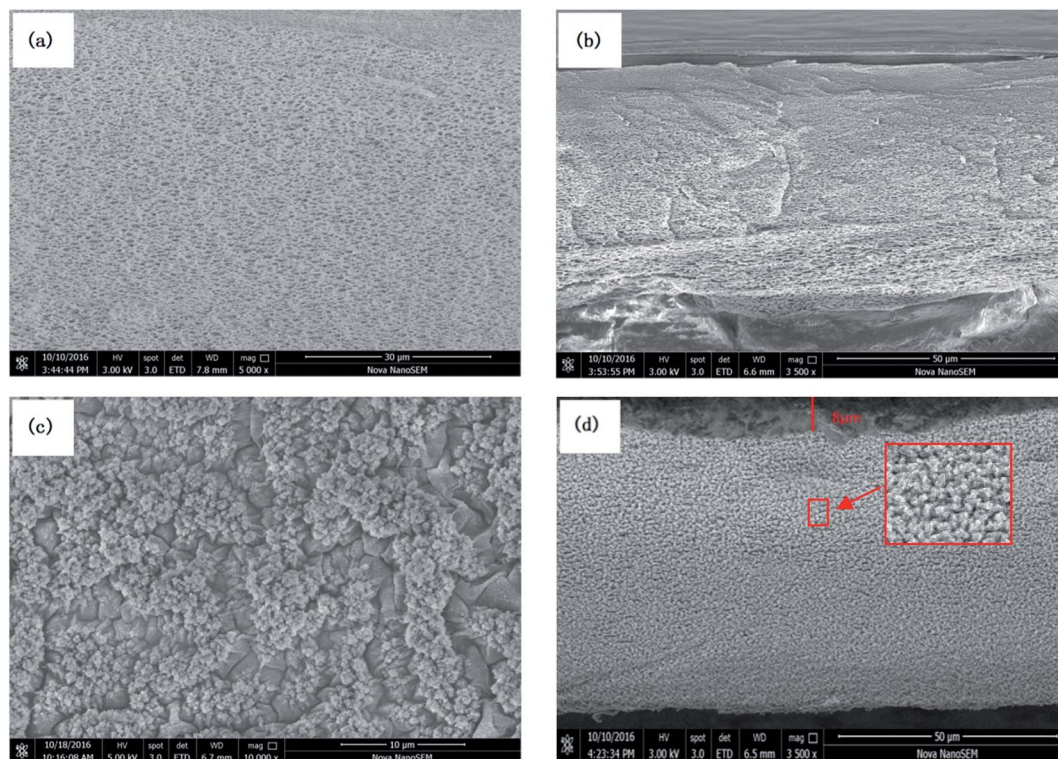 (a)
10/10/2016 HV spot det WD mag 30 µm
3:44:44 PM 3.00 kV 3.0 ETD 7.8 mm 5 000 x Nova NanoSEM
(b)
10/10/2016 HV spot det WD mag 50 µm
3:53:55 PM 3.00 kV 3.0 ETD 6.6 mm 3 500 x Nova NanoSEM
(c)
10/18/2016 HV spot det WD mag 10 µm
10:16:08 AM 5.00 kV 3.0 ETD 6.7 mm 10 000 x Nova NanoSEM
(d)
8µm
10/10/2016 HV spot det WD mag 50 µm
4:23:34 PM 3.00 kV 3.0 ETD 6.5 mm 3 500 x Nova NanoSEM